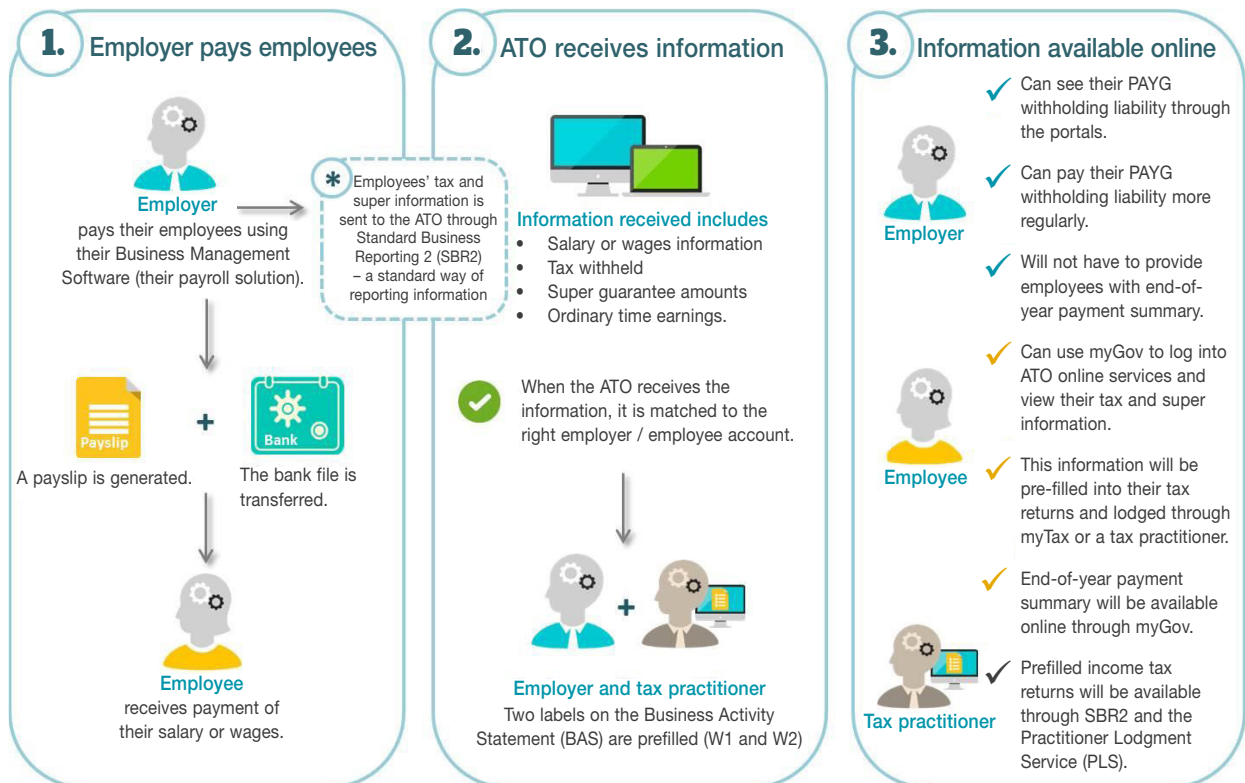 1. Employer pays employees
Employer
pays their employees using
their Business Management
Software (their payroll solution).
*
Employees' tax and
super information is
sent to the ATO through
Standard Business
Reporting 2 (SBR2)
– a standard way of
reporting information
Payslip
+
Bank
A payslip is generated.
The bank file is
transferred.
Employee
receives payment of
their salary or wages.
2. ATO receives information
Information received includes
• Salary or wages information
• Tax withheld
• Super guarantee amounts
• Ordinary time earnings.
When the ATO receives the
information, it is matched to the
right employer / employee account.
+
Employer and tax practitioner
Two labels on the Business Activity
Statement (BAS) are prefilled (W1 and W2)
3. Information available online
Employer
Can see their PAYG
withholding liability through
the portals.
Can pay their PAYG
withholding liability more
regularly.
Will not have to provide
employees with end-of-
year payment summary.
Employee
Can use myGov to log into
ATO online services and
view their tax and super
information.
This information will be
pre-filled into their tax
returns and lodged through
myTax or a tax practitioner.
End-of-year payment
summary will be available
online through myGov.
Tax practitioner
Prefilled income tax
returns will be available
through SBR2 and the
Practitioner Lodgment
Service (PLS).